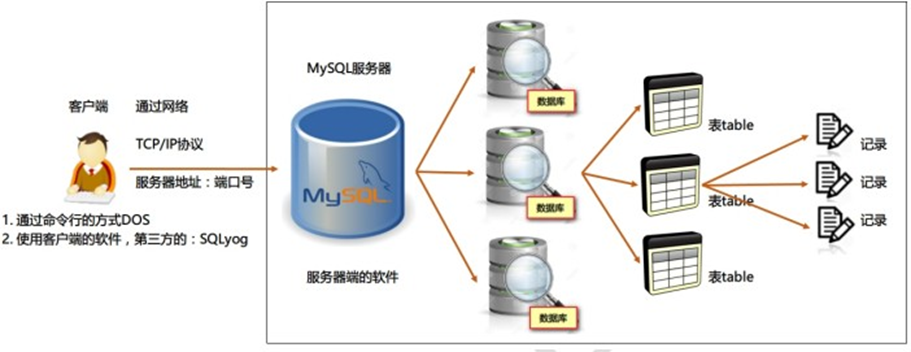 MySQL服务器
数据库
客户端
通过网络
TCP/IP协议
服务器地址：端口号
1. 通过命令行的方式DOS
2. 使用客户端的软件，第三方的：SQLyog
MySQL
服务器端的软件
数据库
数据库
表table
表table
表table
记录
记录
记录